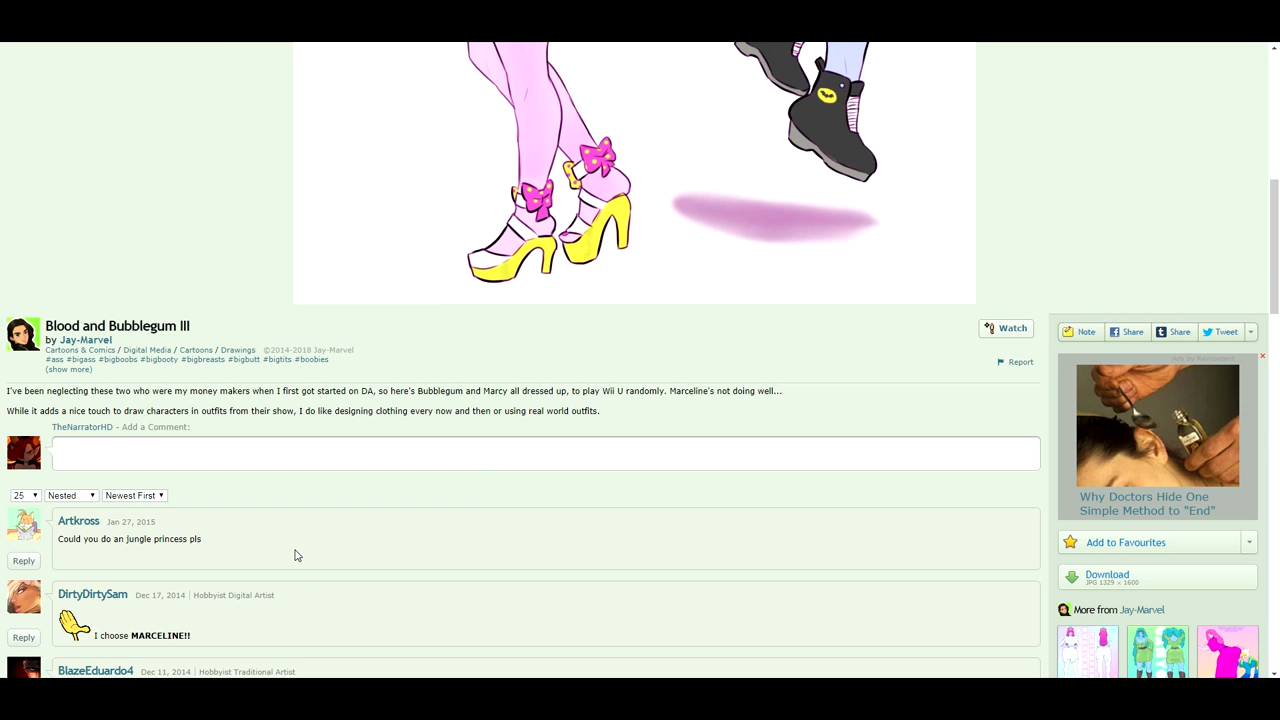 Blood and Bubblegum III
by Jay-Marvel
Cartoons & Comics / Digital Media / Cartoons / Drawings ©2014-2018 Jay-Marvel
#ass #bigass #bigboobs #bigbooty #bigbreasts #bigbutt #bigtits #boobies
(show more)
Watch
Report
I've been neglecting these two who were my money makers when I first got started on DA, so here's Bubblegum and Marcy all dressed up, to play Wii U randomly. Marceline's not doing well...
While it adds a nice touch to draw characters in outfits from their show, I do like designing clothing every now and then or using real world outfits.
TheNarratorHD - Add a Comment:
25 Nested Newest First
Artkross Jan 27, 2015
Could you do an jungle princess pls
Reply
DirtyDirtySam Dec 17, 2014 | Hobbyist Digital Artist
I choose MARCELINE!!
Reply
BlazeEduardo4 Dec 11, 2014 | Hobbyist Traditional Artist
Note Share Share Tweet
Ads by Revcontent
Why Doctors Hide One
Simple Method to "End"
Add to Favourites
Download
JPG 1329 × 1600
More from Jay-Marvel